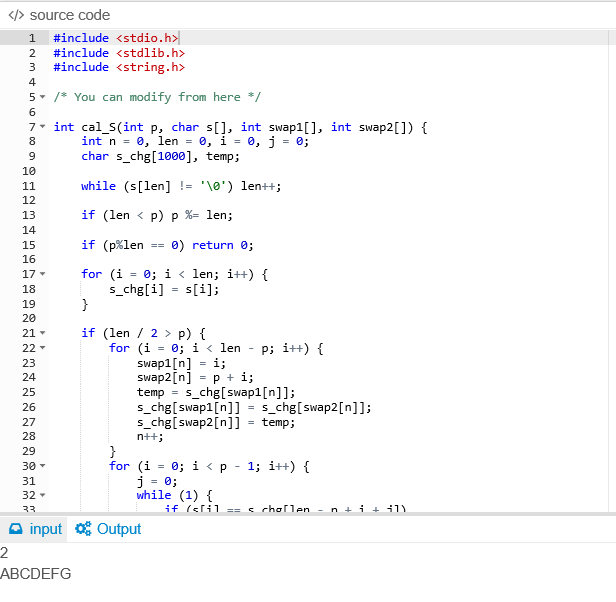 </> source code
1 #include <stdio.h>
2 #include <stdlib.h>
3 #include <string.h>
4
5 /* You can modify from here */
6
7 int cal_S(int p, char s[], int swap1[], int swap2[]) {
8 int n = 0, len = 0, i = 0, j = 0;
9 char s_chg[1000], temp;
10
11 while (s[len] != '\0') len++;
12
13 if (len < p) p %= len;
14
15 if (p%len == 0) return 0;
16
17 for (i = 0; i < len; i++) {
18 s_chg[i] = s[i];
19 }
20
21 if (len / 2 > p) {
22 for (i = 0; i < len - p; i++) {
23 swap1[n] = i;
24 swap2[n] = p + i;
25 temp = s_chg[swap1[n]];
26 s_chg[swap1[n]] = s_chg[swap2[n]];
27 s_chg[swap2[n]] = temp;
28 n++;
29 }
30 for (i = 0; i < p - 1; i++) {
31 j = 0;
32 while (1) {
33 if (s[i] == s_chg[len - p + i + j])
input Output
2
ABCDEFG